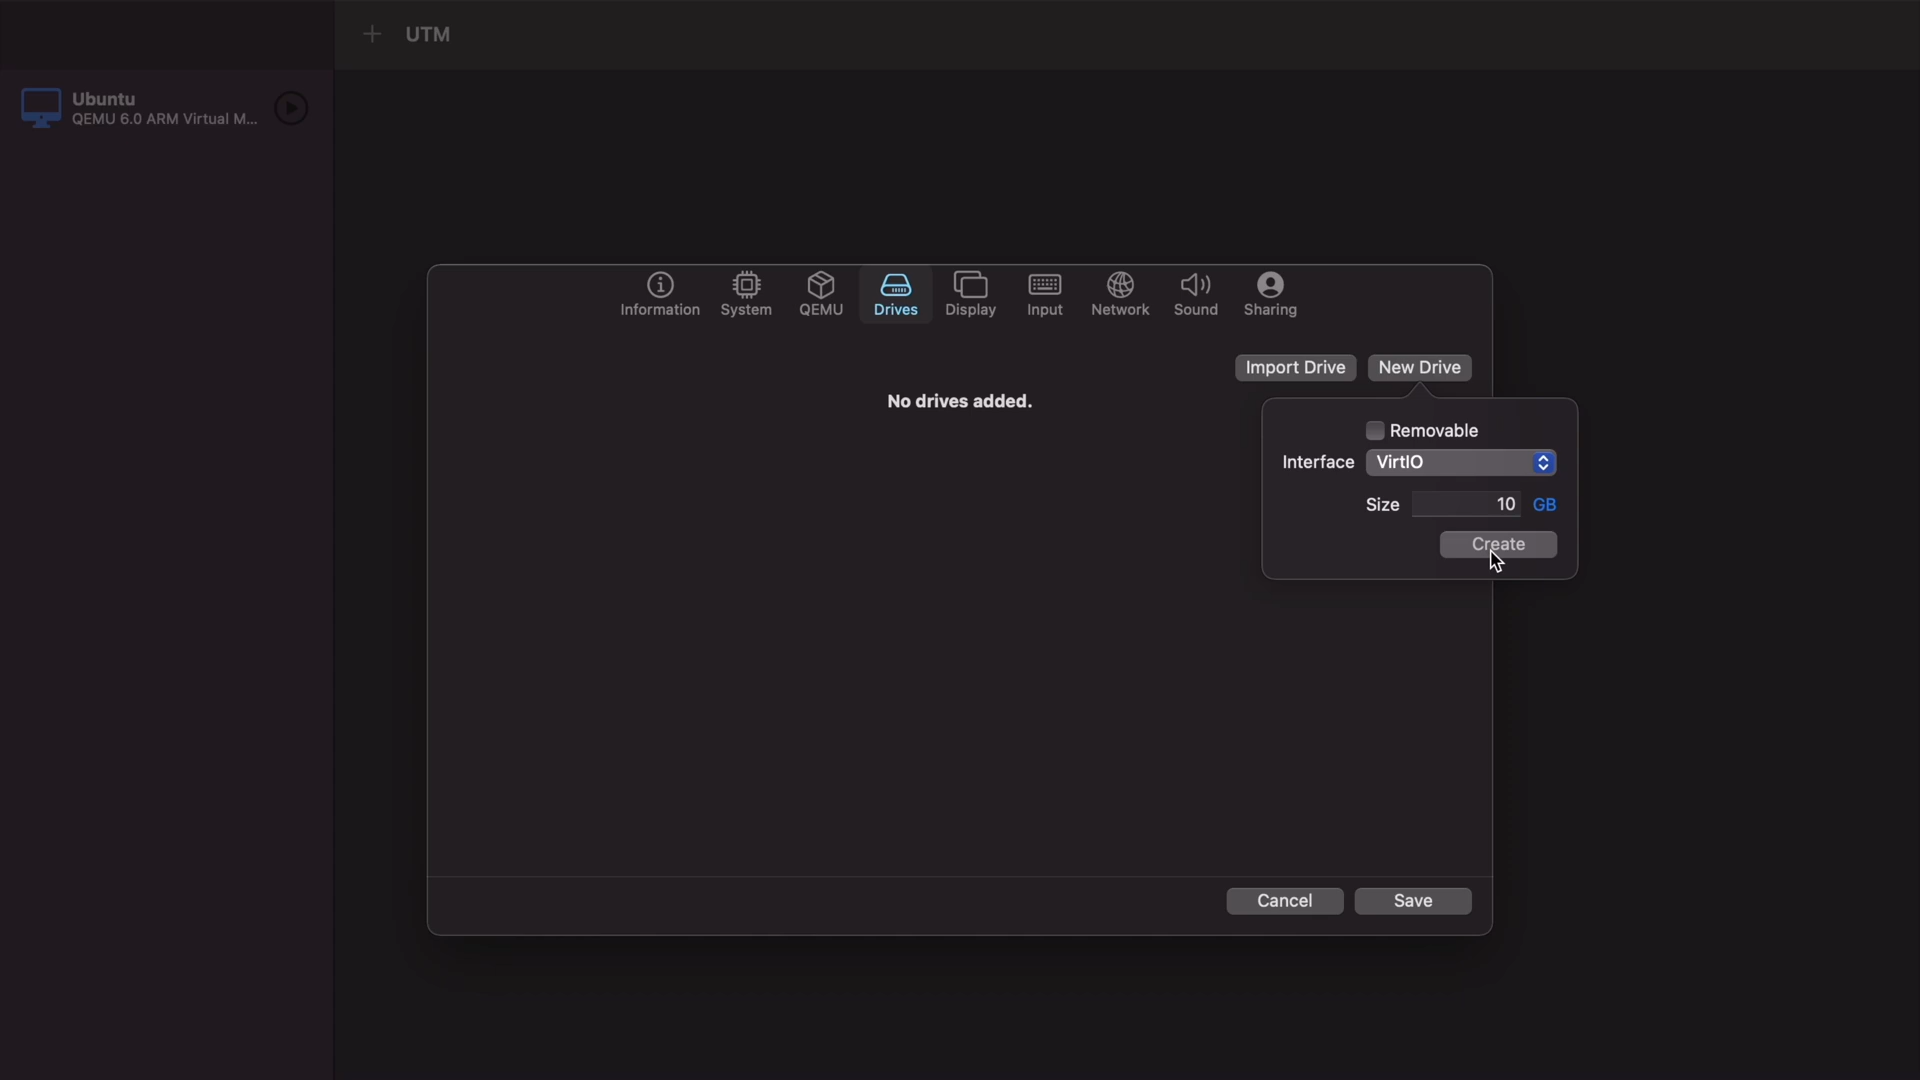 UTM
Ubuntu
QEMU 6.0 ARM Virtual M...
Information System QEMU Drives Display Input Network Sound Sharing
Import Drive New Drive
No drives added.
Removable
Interface VirtIO
Size 10 GB
Create
Cancel Save